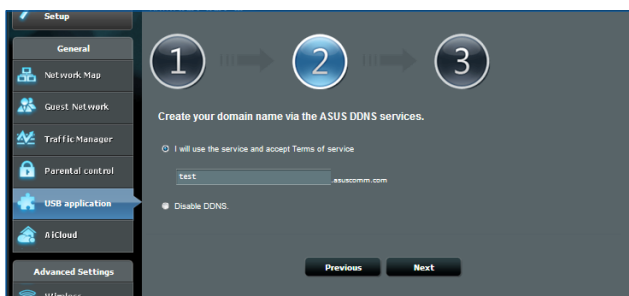 Setup
General
Network Map
Guest Network
Traffic Manager
Parental control
USB application
AiCloud
Advanced Settings
Wireless
1
2
3
Create your domain name via the ASUS DDNS services.
I will use the service and accept Terms of service
test .asuscomm.com
Disable DDNS.
Previous Next